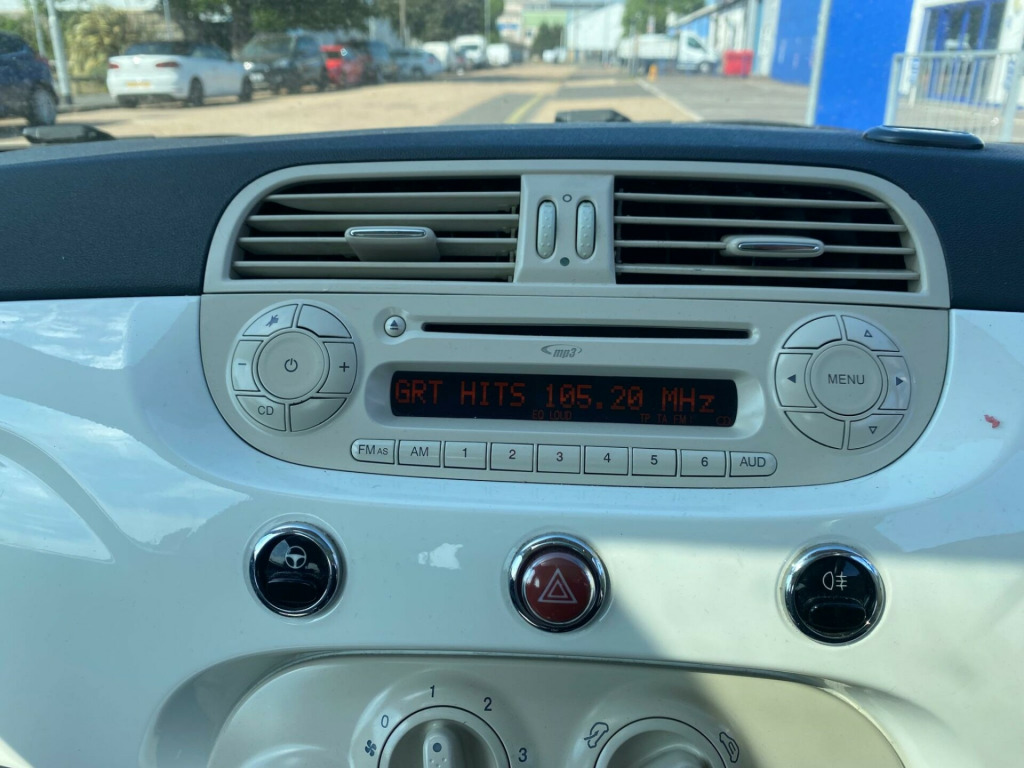 mp3
GRT HITS 105.20 MHz
EQ LOUD TP TA FM CD
− +
MENU
CD
FM AS AM 1 2 3 4 5 6 AUD
0 1 2 3